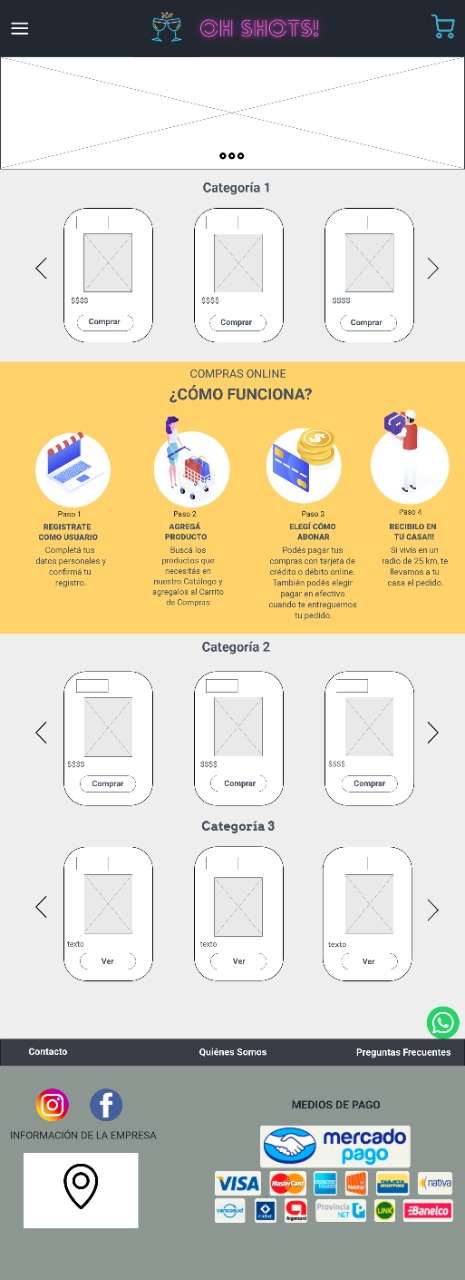 OH SHOTS!
Categoría 1
$$$$ $$$$ $$$$
Comprar Comprar Comprar
COMPRAS ONLINE
¿CÓMO FUNCIONA?
Paso 1
REGISTRATE
COMO USUARIO
Completá tus
datos personales y
confirmá tu
registro.
Paso 2
AGREGÁ
PRODUCTO
Buscá los
productos que
necesitás en
nuestro Catálogo y
agregalos al Carrito
de Compras.
Paso 3
ELEGÍ CÓMO
ABONAR
Podés pagar tus
compras con tarjeta de
crédito o débito online.
También podés elegir
pagar en efectivo
cuando te entreguemos
tu pedido.
Paso 4
RECIBILO EN
TU CASA!!!
Si vivís en un
radio de 25 km, te
llevamos a tu
casa el pedido.
Categoría 2
$$$$ $$$$ $$$$
Comprar Comprar Comprar
Categoría 3
texto texto texto
Ver Ver Ver
Contacto Quiénes Somos Preguntas Frecuentes
INFORMACIÓN DE LA EMPRESA
MEDIOS DE PAGO
mercado
pago
VISA MasterCard TARJETA SHOPPING nativa
cencosud CABAL Argencard Provincia NET LINK Banelco